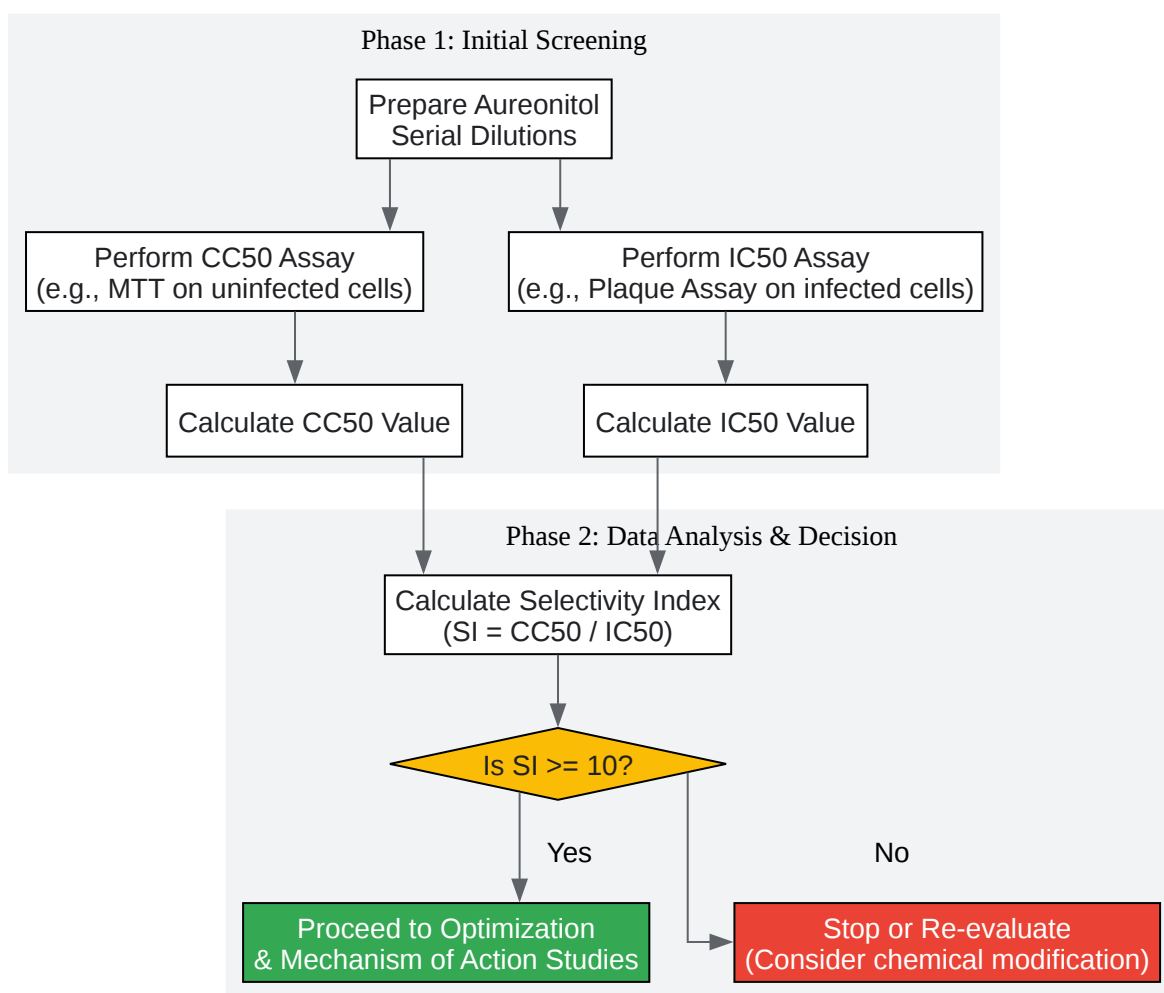 Phase 1: Initial Screening
Prepare Aureonitol
Serial Dilutions
Perform CC50 Assay
(e.g., MTT on uninfected cells)
Perform IC50 Assay
(e.g., Plaque Assay on infected cells)
Calculate CC50 Value
Calculate IC50 Value
Phase 2: Data Analysis & Decision
Calculate Selectivity Index
(SI = CC50 / IC50)
Is SI >= 10?
Yes
No
Proceed to Optimization
& Mechanism of Action Studies
Stop or Re-evaluate
(Consider chemical modification)